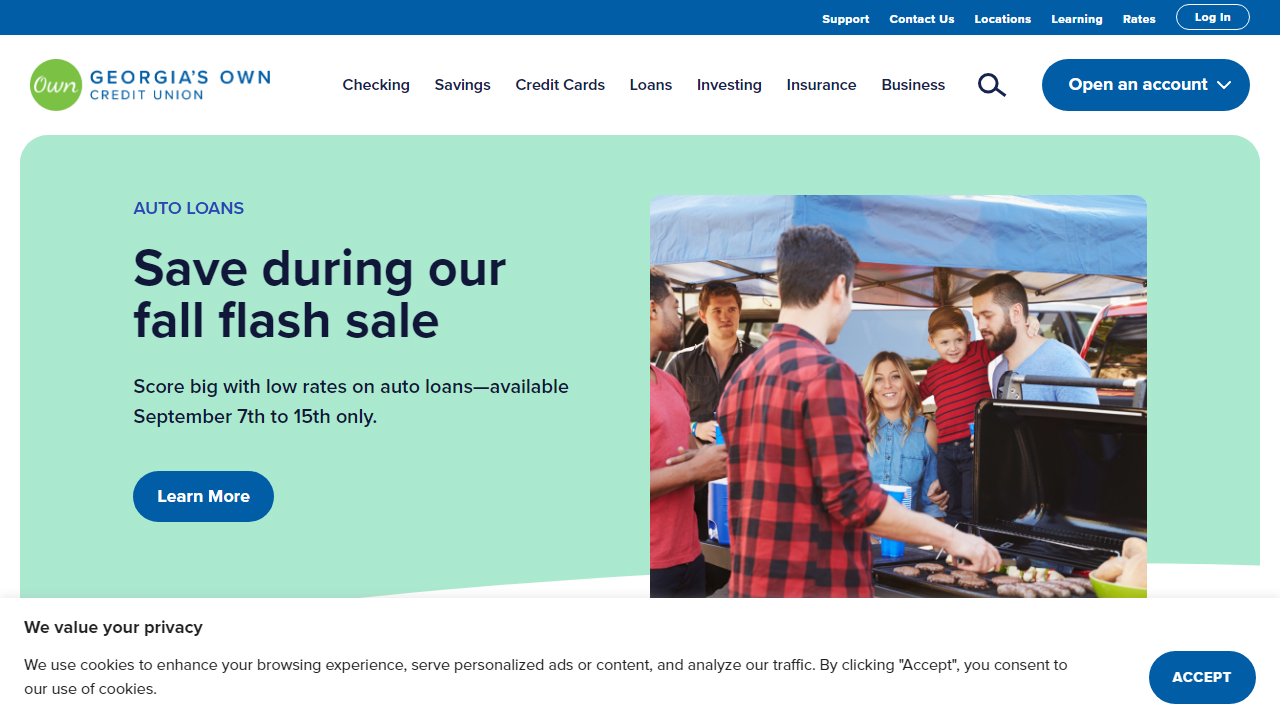 Support Contact Us Locations Learning Rates Log In
Own GEORGIA'S OWN
CREDIT UNION
Checking Savings Credit Cards Loans Investing Insurance Business Open an account
AUTO LOANS
Save during our
fall flash sale
Score big with low rates on auto loans—available
September 7th to 15th only.
Learn More
We value your privacy
We use cookies to enhance your browsing experience, serve personalized ads or content, and analyze our traffic. By clicking "Accept", you consent to
our use of cookies.
ACCEPT